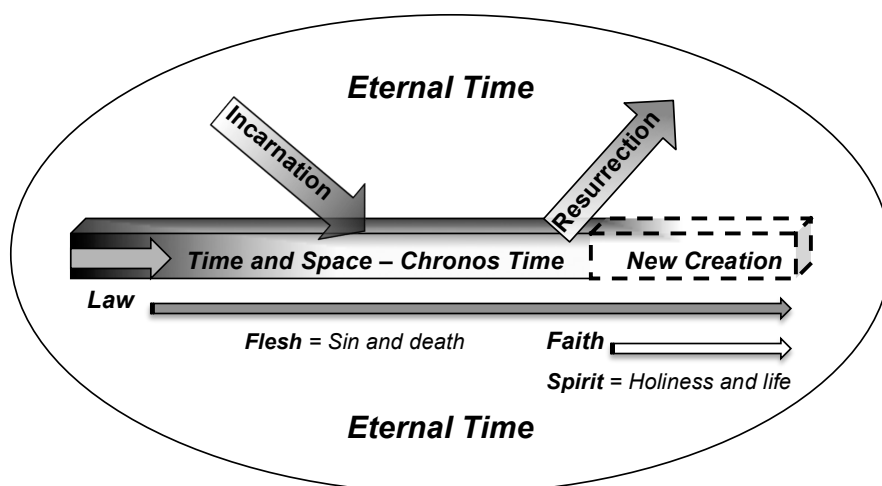 Eternal Time
Incarnation
Resurrection
Time and Space – Chronos Time
New Creation
Law
Flesh = Sin and death
Faith
Spirit = Holiness and life
Eternal Time